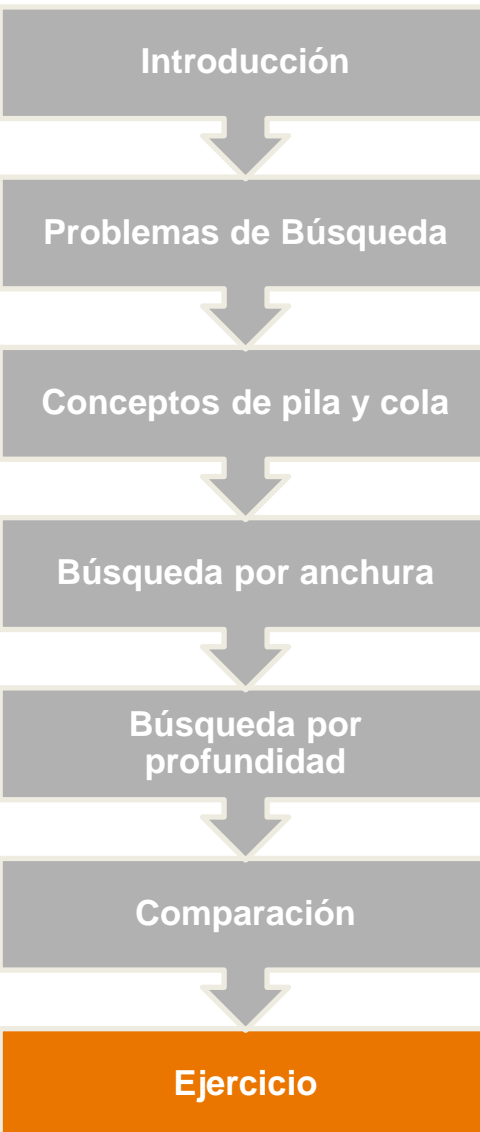 Introducción
Problemas de Búsqueda
Conceptos de pila y cola
Búsqueda por anchura
Búsqueda por
profundidad
Comparación
Ejercicio